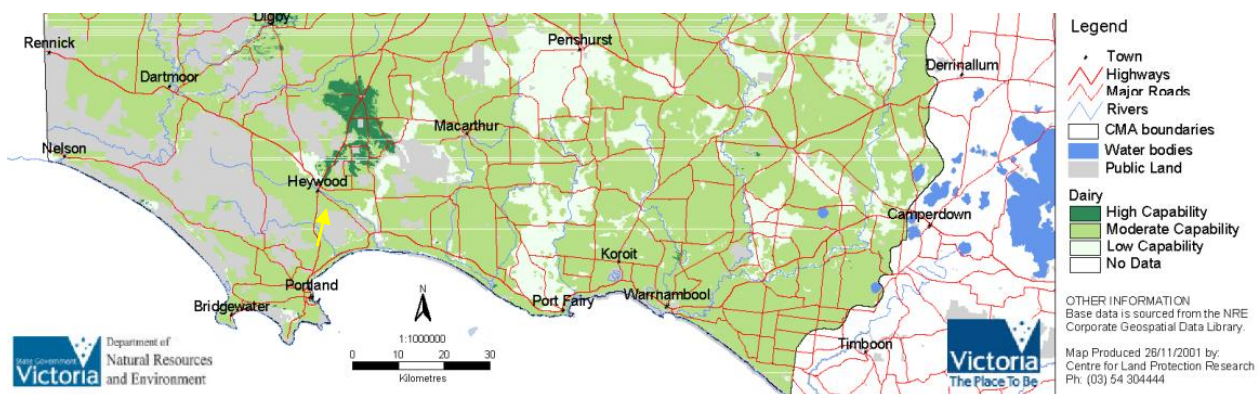 Digby
Rennick
Penshurst
Dartmoor
Derrinallum
Macarthur
Nelson
Heywood
Camperdown
Koroit
Portland
Bridgewater
Port Fairy
Warrnambool
Timboon
N
1:1000000
10 0 10 20 30
Kilometres
State Government
Victoria
Department of
Natural Resources
and Environment
Legend
Town
Highways
Major Roads
Rivers
CMA boundaries
Water bodies
Public Land
Dairy
High Capability
Moderate Capability
Low Capability
No Data
OTHER INFORMATION
Base data is sourced from the NRE
Corporate Geospatial Data Library.
Map Produced 26/11/2001 by:
Centre for Land Protection Research
Ph: (03) 54 304444
Victoria
The Place To Be